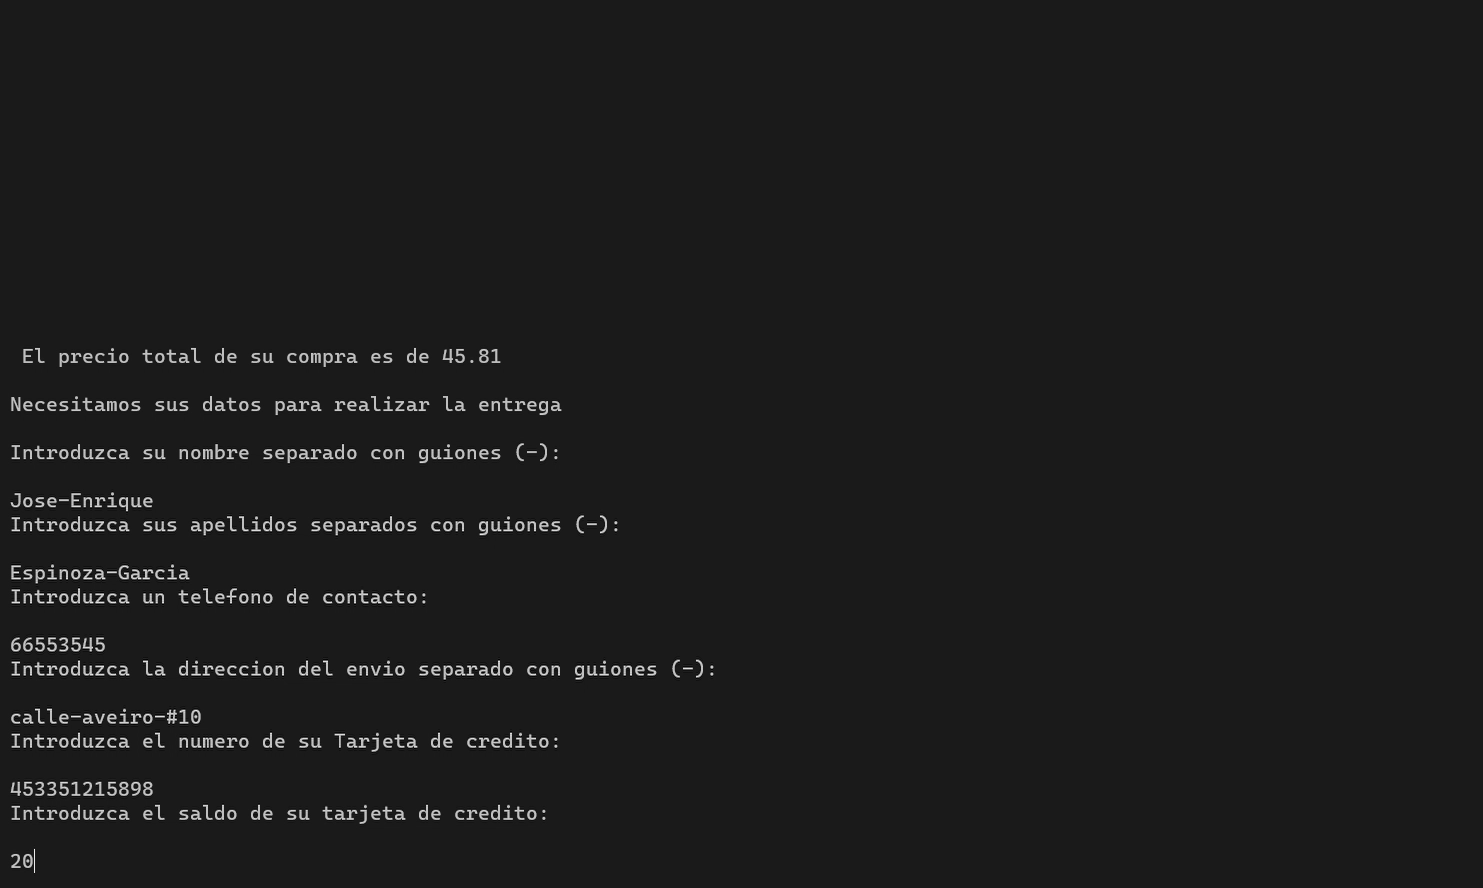 El precio total de su compra es de 45.81
Necesitamos sus datos para realizar la entrega
Introduzca su nombre separado con guiones (-):
Jose-Enrique
Introduzca sus apellidos separados con guiones (-):
Espinoza-Garcia
Introduzca un telefono de contacto:
66553545
Introduzca la direccion del envio separado con guiones (-):
calle-aveiro-#10
Introduzca el numero de su Tarjeta de credito:
453351215898
Introduzca el saldo de su tarjeta de credito:
20